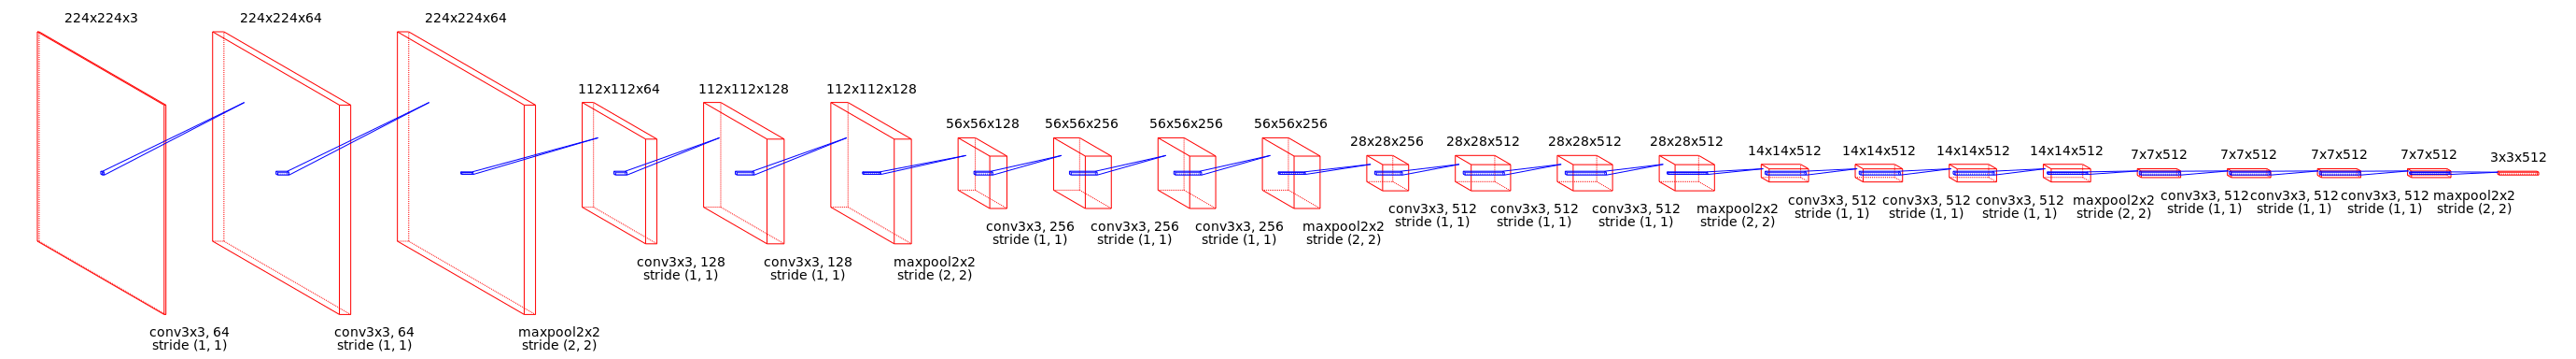 224x224x3
224x224x64
224x224x64
112x112x64
112x112x128
112x112x128
56x56x128
56x56x256
56x56x256
56x56x256
28x28x256
28x28x512
28x28x512
28x28x512
14x14x512
14x14x512
14x14x512
14x14x512
7x7x512
7x7x512
7x7x512
7x7x512
3x3x512
conv3x3, 64
stride (1, 1)
conv3x3, 64
stride (1, 1)
maxpool2x2
stride (2, 2)
conv3x3, 128
stride (1, 1)
conv3x3, 128
stride (1, 1)
maxpool2x2
stride (2, 2)
conv3x3, 256
stride (1, 1)
conv3x3, 256
stride (1, 1)
conv3x3, 256
stride (1, 1)
maxpool2x2
stride (2, 2)
conv3x3, 512
stride (1, 1)
conv3x3, 512
stride (1, 1)
conv3x3, 512
stride (1, 1)
maxpool2x2
stride (2, 2)
conv3x3, 512
stride (1, 1)
conv3x3, 512
stride (1, 1)
conv3x3, 512
stride (1, 1)
maxpool2x2
stride (2, 2)
conv3x3, 512
stride (1, 1)
conv3x3, 512
stride (1, 1)
conv3x3, 512
stride (1, 1)
maxpool2x2
stride (2, 2)